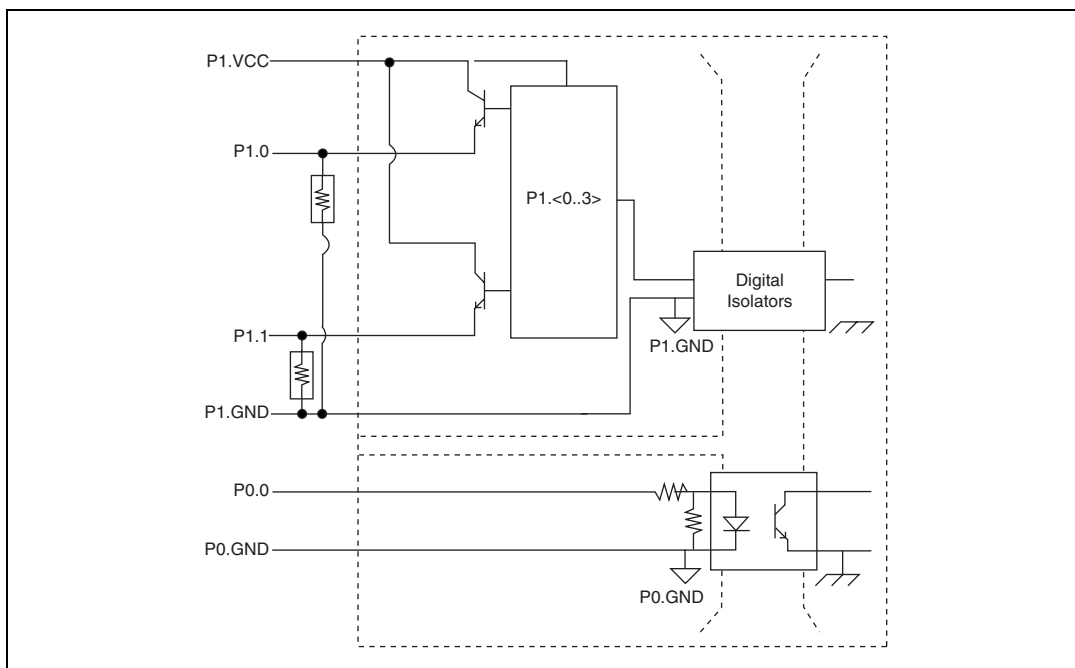 P1.VCC
P1.0
P1.<0..3>
Digital
Isolators
P1.1
P1.GND
P1.GND
P0.0
P0.GND
P0.GND